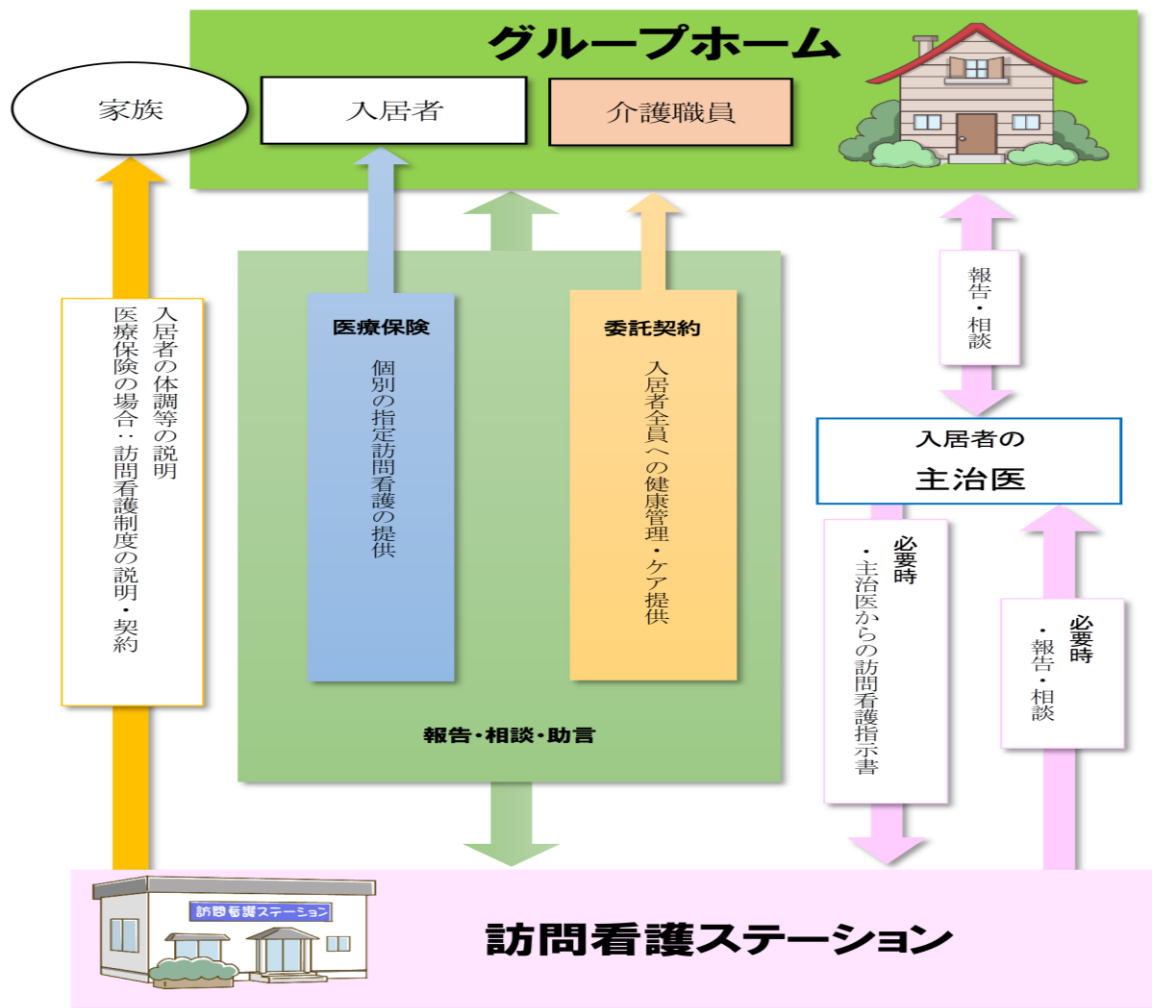 グループホーム
家族
入居者
介護職員
入居者の体調等の説明
医療保険の場合：訪問看護制度の説明・契約
医療保険
個別の指定訪問看護の提供
委託契約
入居者全員への健康管理・ケア提供
報告・相談・助言
報告・相談
入居者の
主治医
必要時
・主治医からの訪問看護指示書
必要時
・報告・相談
訪問看護ステーション
訪問看護ステーション